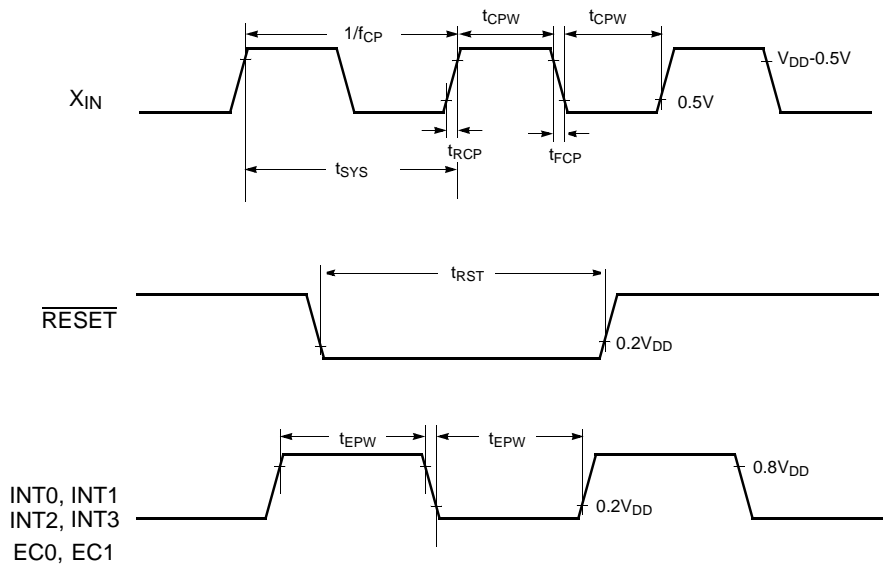 1/fCP
tCPW
tCPW
XIN
VDD-0.5V
0.5V
tSYS
tRCP
tFCP
tRST
RESET
0.2VDD
tEPW
tEPW
INT0, INT1
INT2, INT3
EC0, EC1
0.2VDD
0.8VDD